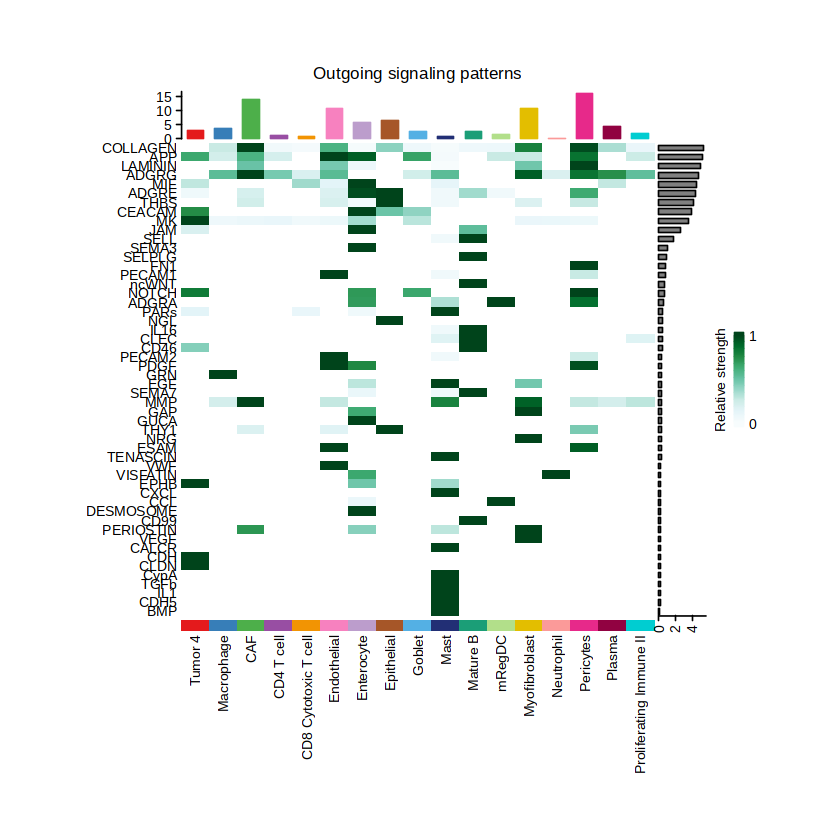 Outgoing signaling patterns
15
10
5
0
COLLAGEN
APP
LAMININ
ADGRG
MIF
ADGRE
THBS
CEACAM
MK
JAM
SELL
SEMA3
SELPLG
FN1
PECAM1
ncWNT
NOTCH
ADGRA
PARs
NGL
IL16
CLEC
CD46
PECAM2
PDGF
GRN
EGF
SEMA7
MMP
GAP
GUCA
THY1
NRG
ESAM
TENASCIN
VWF
VISFATIN
EPHB
CXCL
CCL
DESMOSOME
CD99
PERIOSTIN
VEGF
CALCR
CDH
CLDN
CypA
TGFb
IL1
CDH5
BMP
Tumor 4
Macrophage
CAF
CD4 T cell
CD8 Cytotoxic T cell
Endothelial
Enterocyte
Epithelial
Goblet
Mast
Mature B
mRegDC
Myofibroblast
Neutrophil
Pericytes
Plasma
Proliferating Immune II
0
2
4
Relative strength
1
0